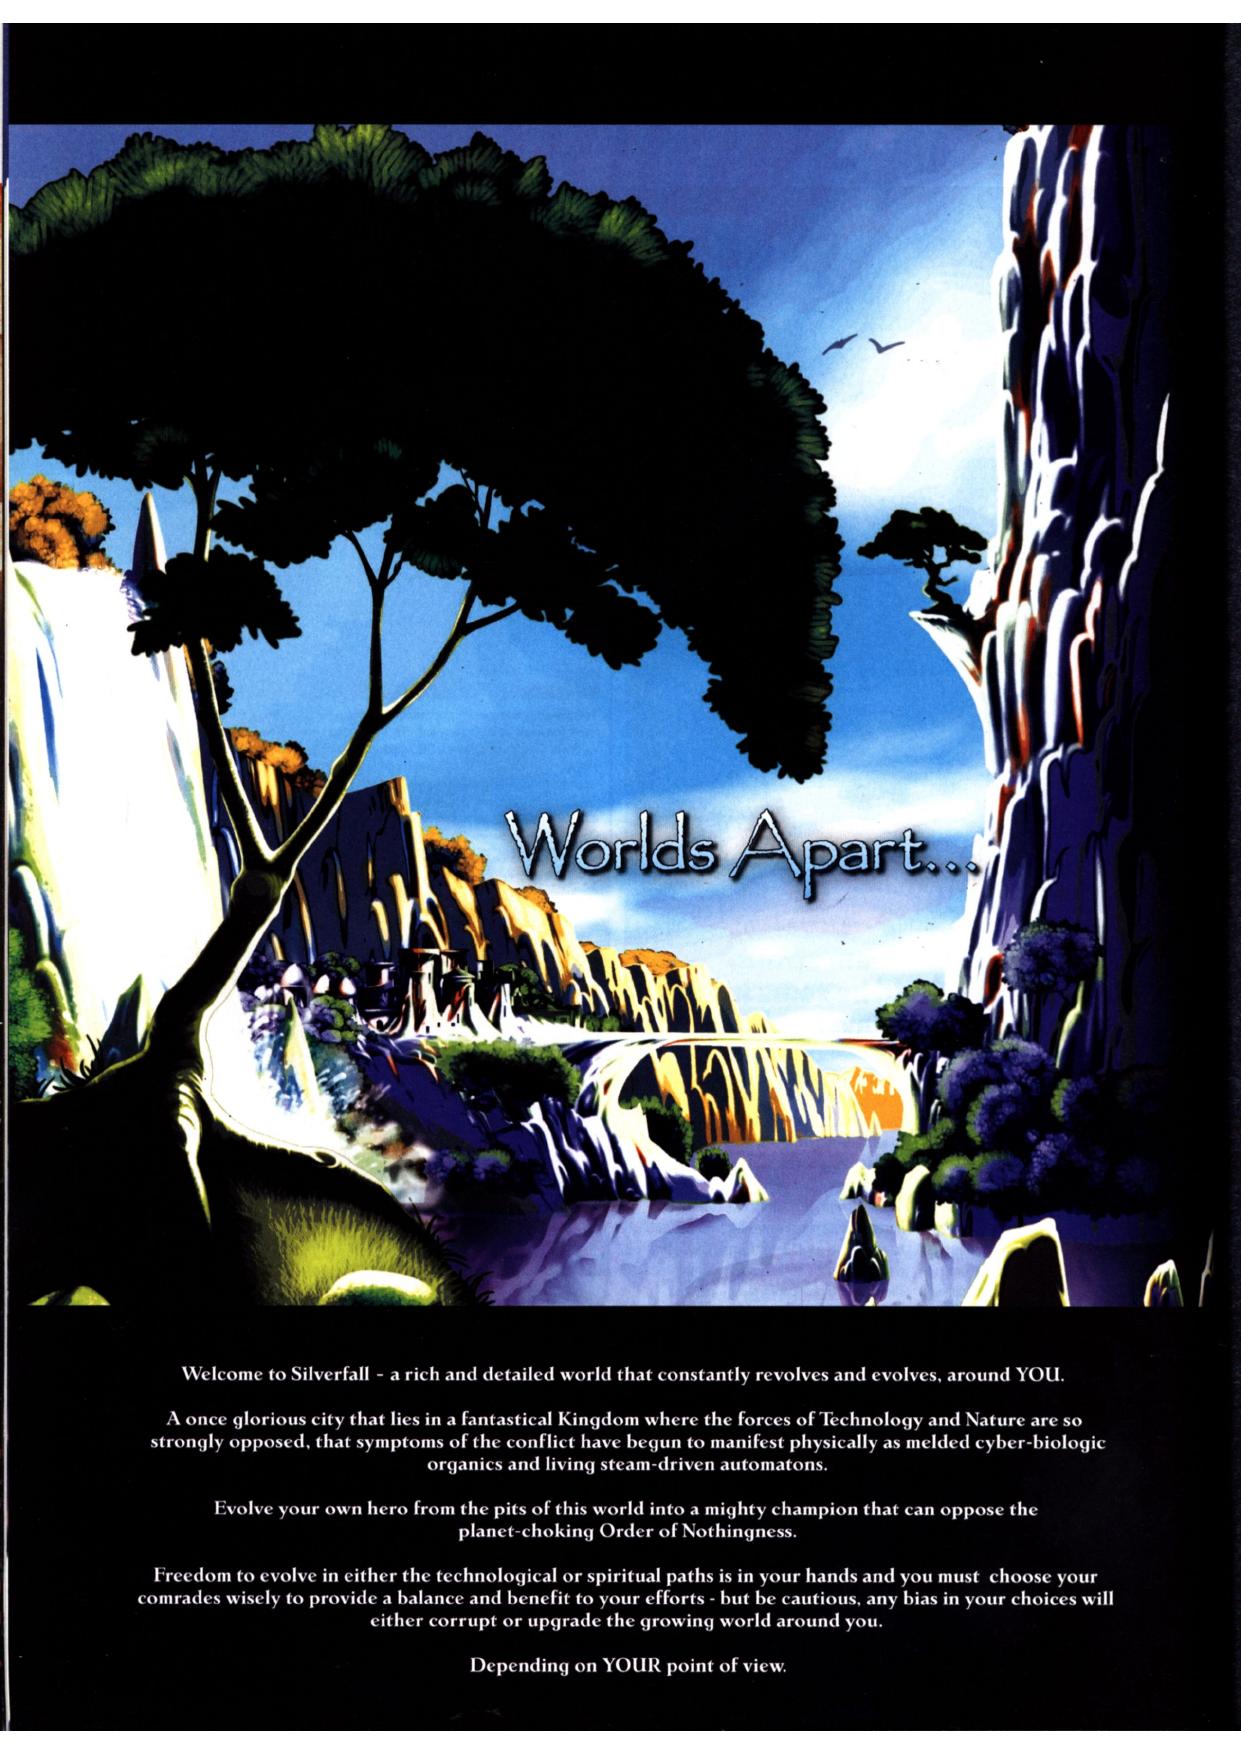 Worlds Apart...
Welcome to Silverfall - a rich and detailed world that constantly revolves and evolves, around YOU.
A once glorious city that lies in a fantastical Kingdom where the forces of Technology and Nature are so
strongly opposed, that symptoms of the conflict have begun to manifest physically as melded cyber-biologic
organics and living steam-driven automatons.
Evolve your own hero from the pits of this world into a mighty champion that can oppose the
planet-choking Order of Nothingness.
Freedom to evolve in either the technological or spiritual paths is in your hands and you must choose your
comrades wisely to provide a balance and benefit to your efforts - but be cautious, any bias in your choices will
either corrupt or upgrade the growing world around you.
Depending on YOUR point of view.